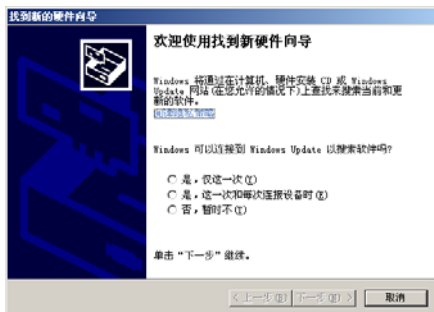 找到新的硬件向导
欢迎使用找到新硬件向导
Windows 将通过在计算机、硬件安装 CD 或 Windows
Update 网站(在您允许的情况下)上查找来搜索当前和更
新的软件。
Windows 可以连接到 Windows Update 以搜索软件吗?
是，仅这一次(Y)
是，这一次和每次连接设备时(E)
否，暂时不(T)
单击“下一步”继续。
< 上一步(B)
下一步(N) >
取消